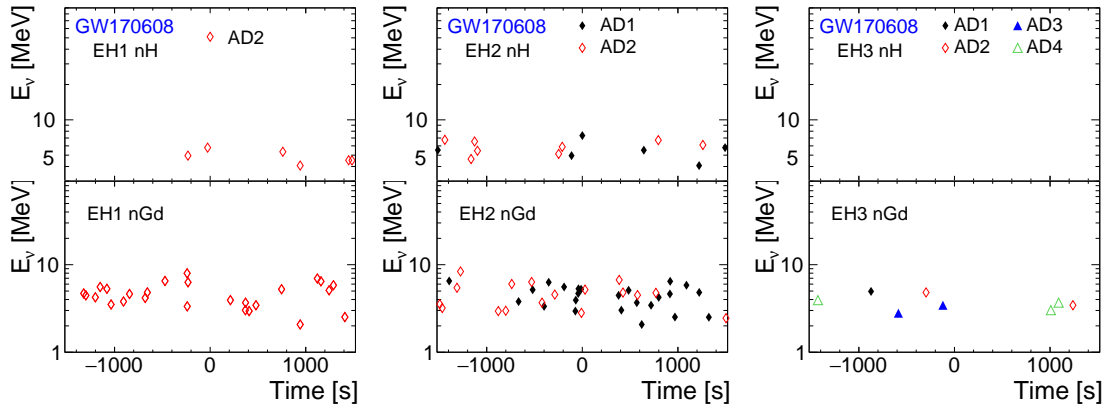 GW170608
EH1 nH
AD2
E_ν [MeV]
10
5
EH1 nGd
E_ν [MeV]
10
1
−1000 0 1000
Time [s]
GW170608
EH2 nH
AD1
AD2
E_ν [MeV]
10
5
EH2 nGd
E_ν [MeV]
10
1
−1000 0 1000
Time [s]
GW170608
EH3 nH
AD1 AD3
AD2 AD4
E_ν [MeV]
10
5
EH3 nGd
E_ν [MeV]
10
1
−1000 0 1000
Time [s]